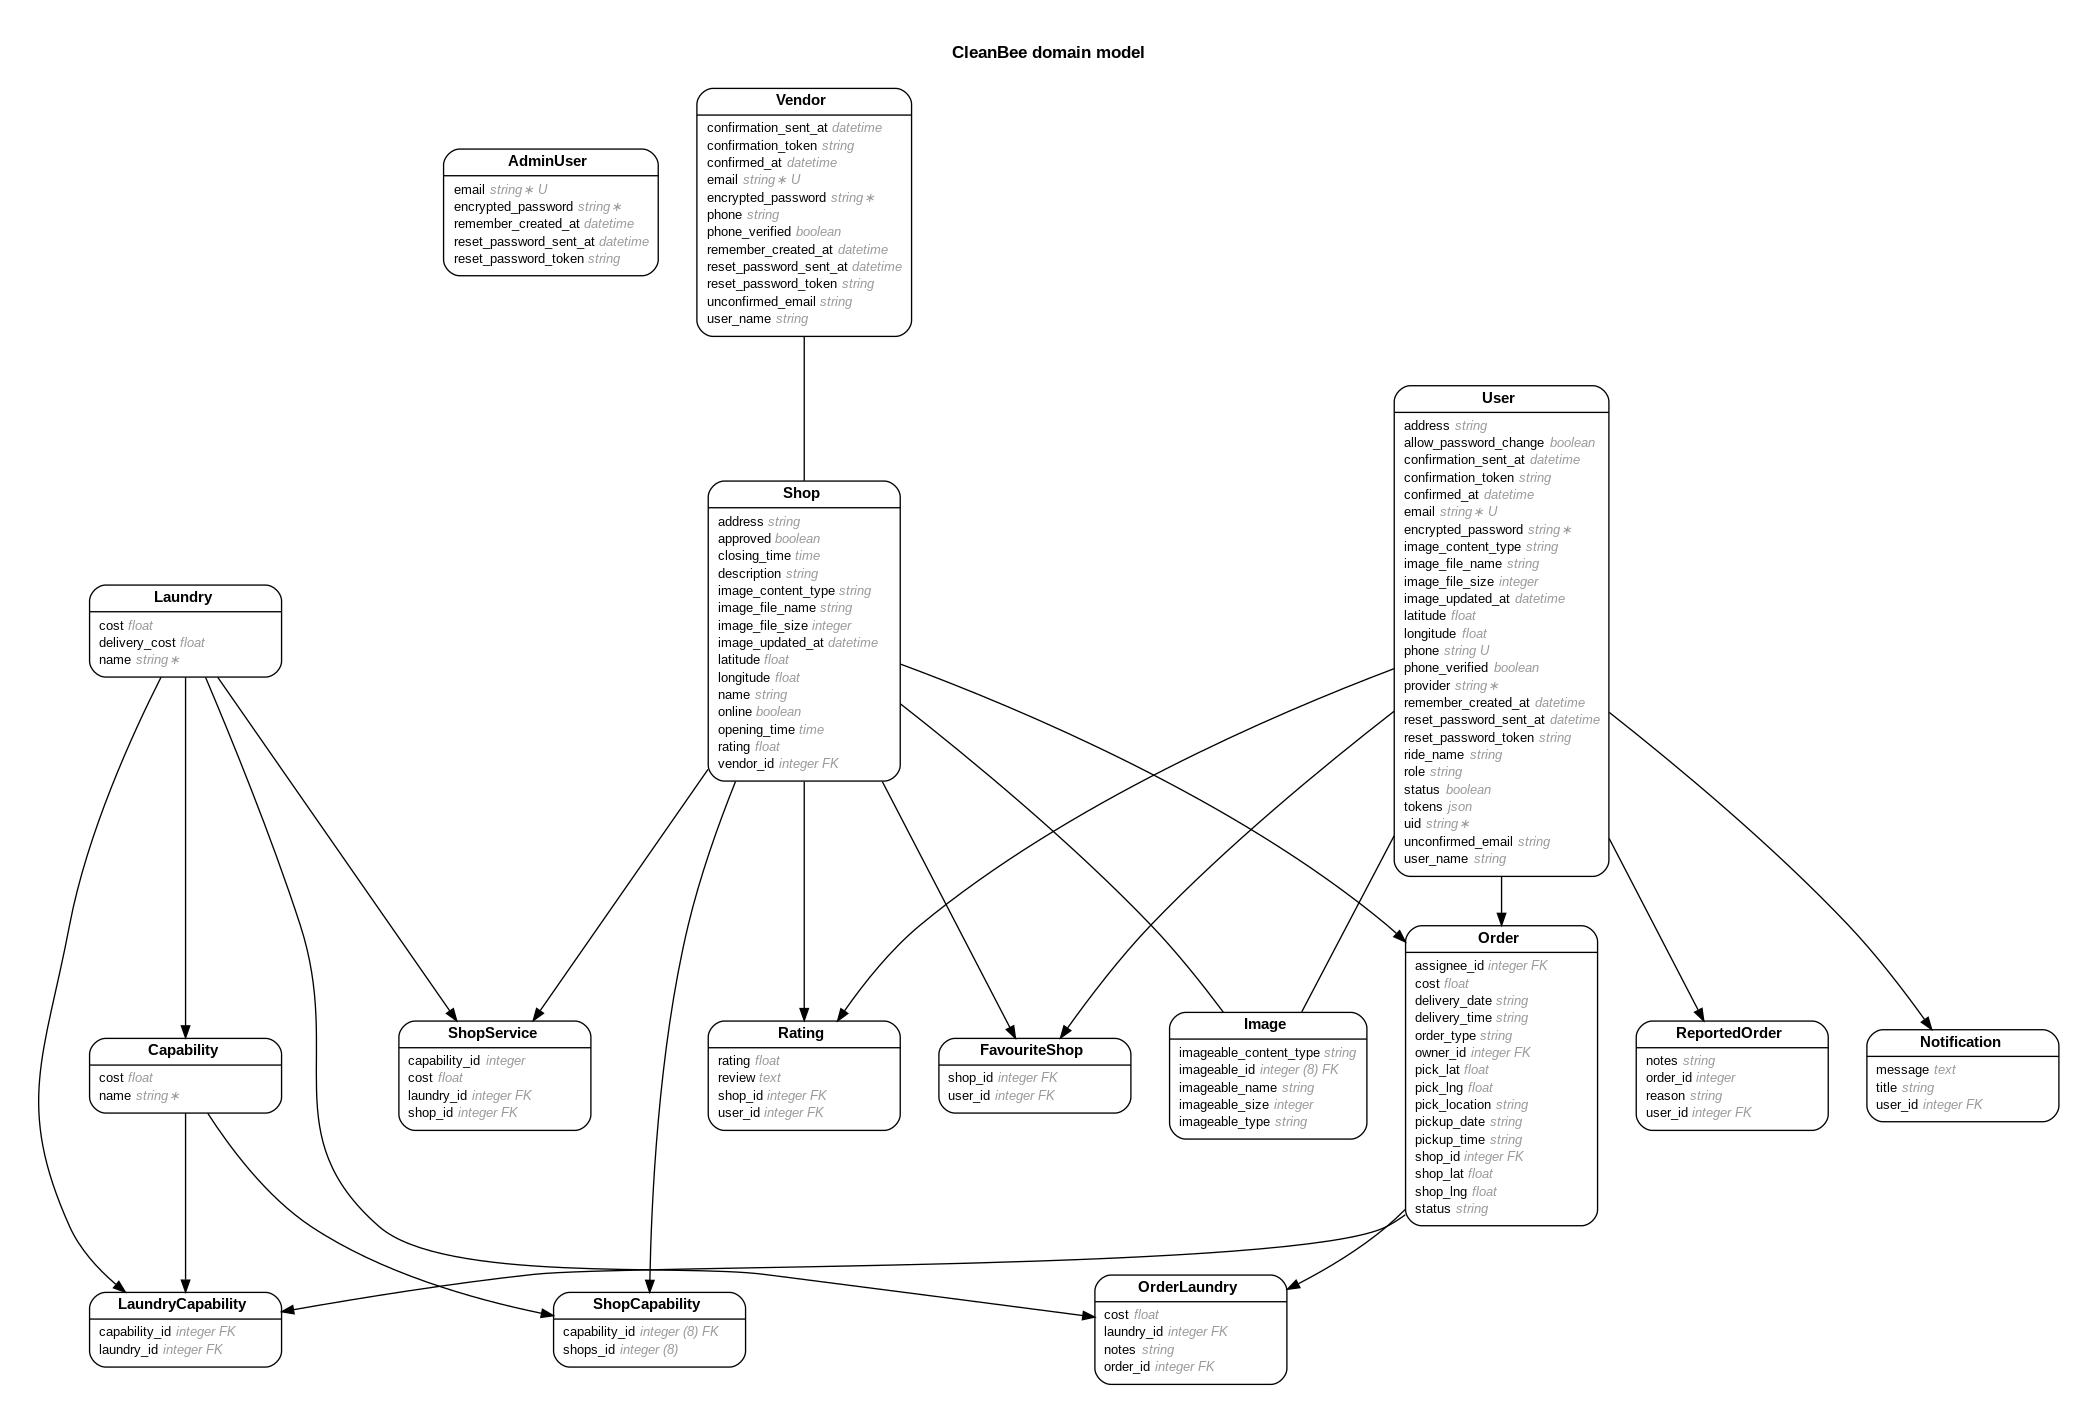 CleanBee domain model
Vendor
confirmation_sent_at datetime
confirmation_token string
confirmed_at datetime
email string∗ U
encrypted_password string∗
phone string
phone_verified boolean
remember_created_at datetime
reset_password_sent_at datetime
reset_password_token string
unconfirmed_email string
user_name string
AdminUser
email string∗ U
encrypted_password string∗
remember_created_at datetime
reset_password_sent_at datetime
reset_password_token string
User
address string
allow_password_change boolean
confirmation_sent_at datetime
confirmation_token string
confirmed_at datetime
email string∗ U
encrypted_password string∗
image_content_type string
image_file_name string
image_file_size integer
image_updated_at datetime
latitude float
longitude float
phone string U
phone_verified boolean
provider string∗
remember_created_at datetime
reset_password_sent_at datetime
reset_password_token string
ride_name string
role string
status boolean
tokens json
uid string∗
unconfirmed_email string
user_name string
Shop
address string
approved boolean
closing_time time
description string
image_content_type string
image_file_name string
image_file_size integer
image_updated_at datetime
latitude float
longitude float
name string
online boolean
opening_time time
rating float
vendor_id integer FK
Laundry
cost float
delivery_cost float
name string∗
Capability
cost float
name string∗
ShopService
capability_id integer
cost float
laundry_id integer FK
shop_id integer FK
Rating
rating float
review text
shop_id integer FK
user_id integer FK
FavouriteShop
shop_id integer FK
user_id integer FK
Image
imageable_content_type string
imageable_id integer (8) FK
imageable_name string
imageable_size integer
imageable_type string
Order
assignee_id integer FK
cost float
delivery_date string
delivery_time string
order_type string
owner_id integer FK
pick_lat float
pick_lng float
pick_location string
pickup_date string
pickup_time string
shop_id integer FK
shop_lat float
shop_lng float
status string
ReportedOrder
notes string
order_id integer
reason string
user_id integer FK
Notification
message text
title string
user_id integer FK
LaundryCapability
capability_id integer FK
laundry_id integer FK
ShopCapability
capability_id integer (8) FK
shops_id integer (8)
OrderLaundry
cost float
laundry_id integer FK
notes string
order_id integer FK